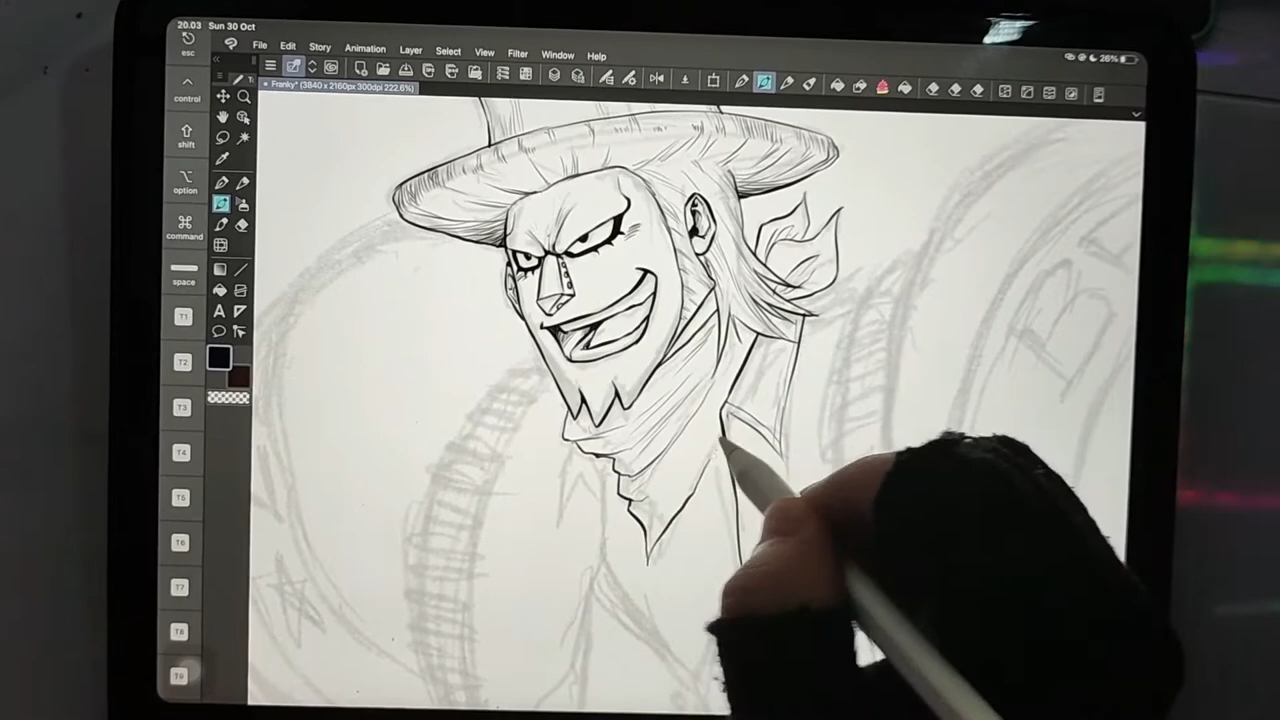 20.03 Sun 30 Oct
26%
esc
File Edit Story Animation Layer Select View Filter Window Help
Franky* (3840 x 2160px 300dpi 222.6%)
control
shift
option
command
space
A
T1
T2
T3
T4
T5
T6
T7
T8
T9